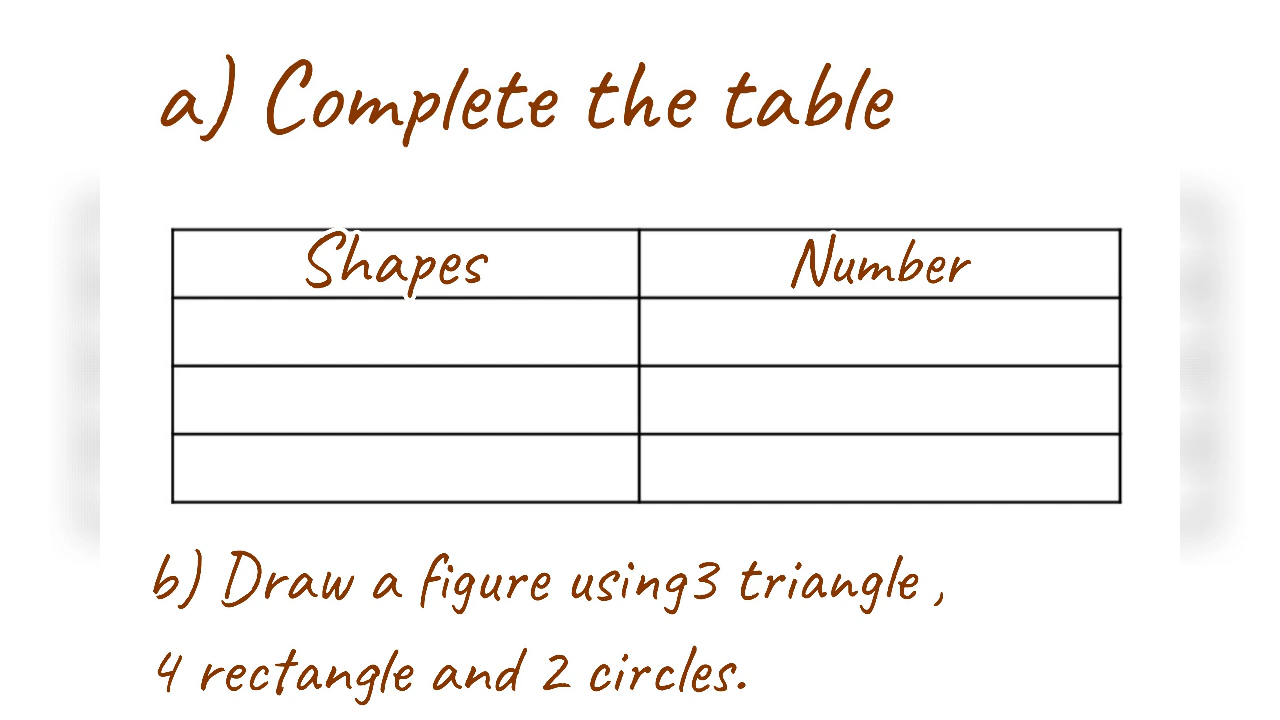 a) Complete the table
Shapes Number
b) Draw a figure using3 triangle ,
4 rectangle and 2 circles.